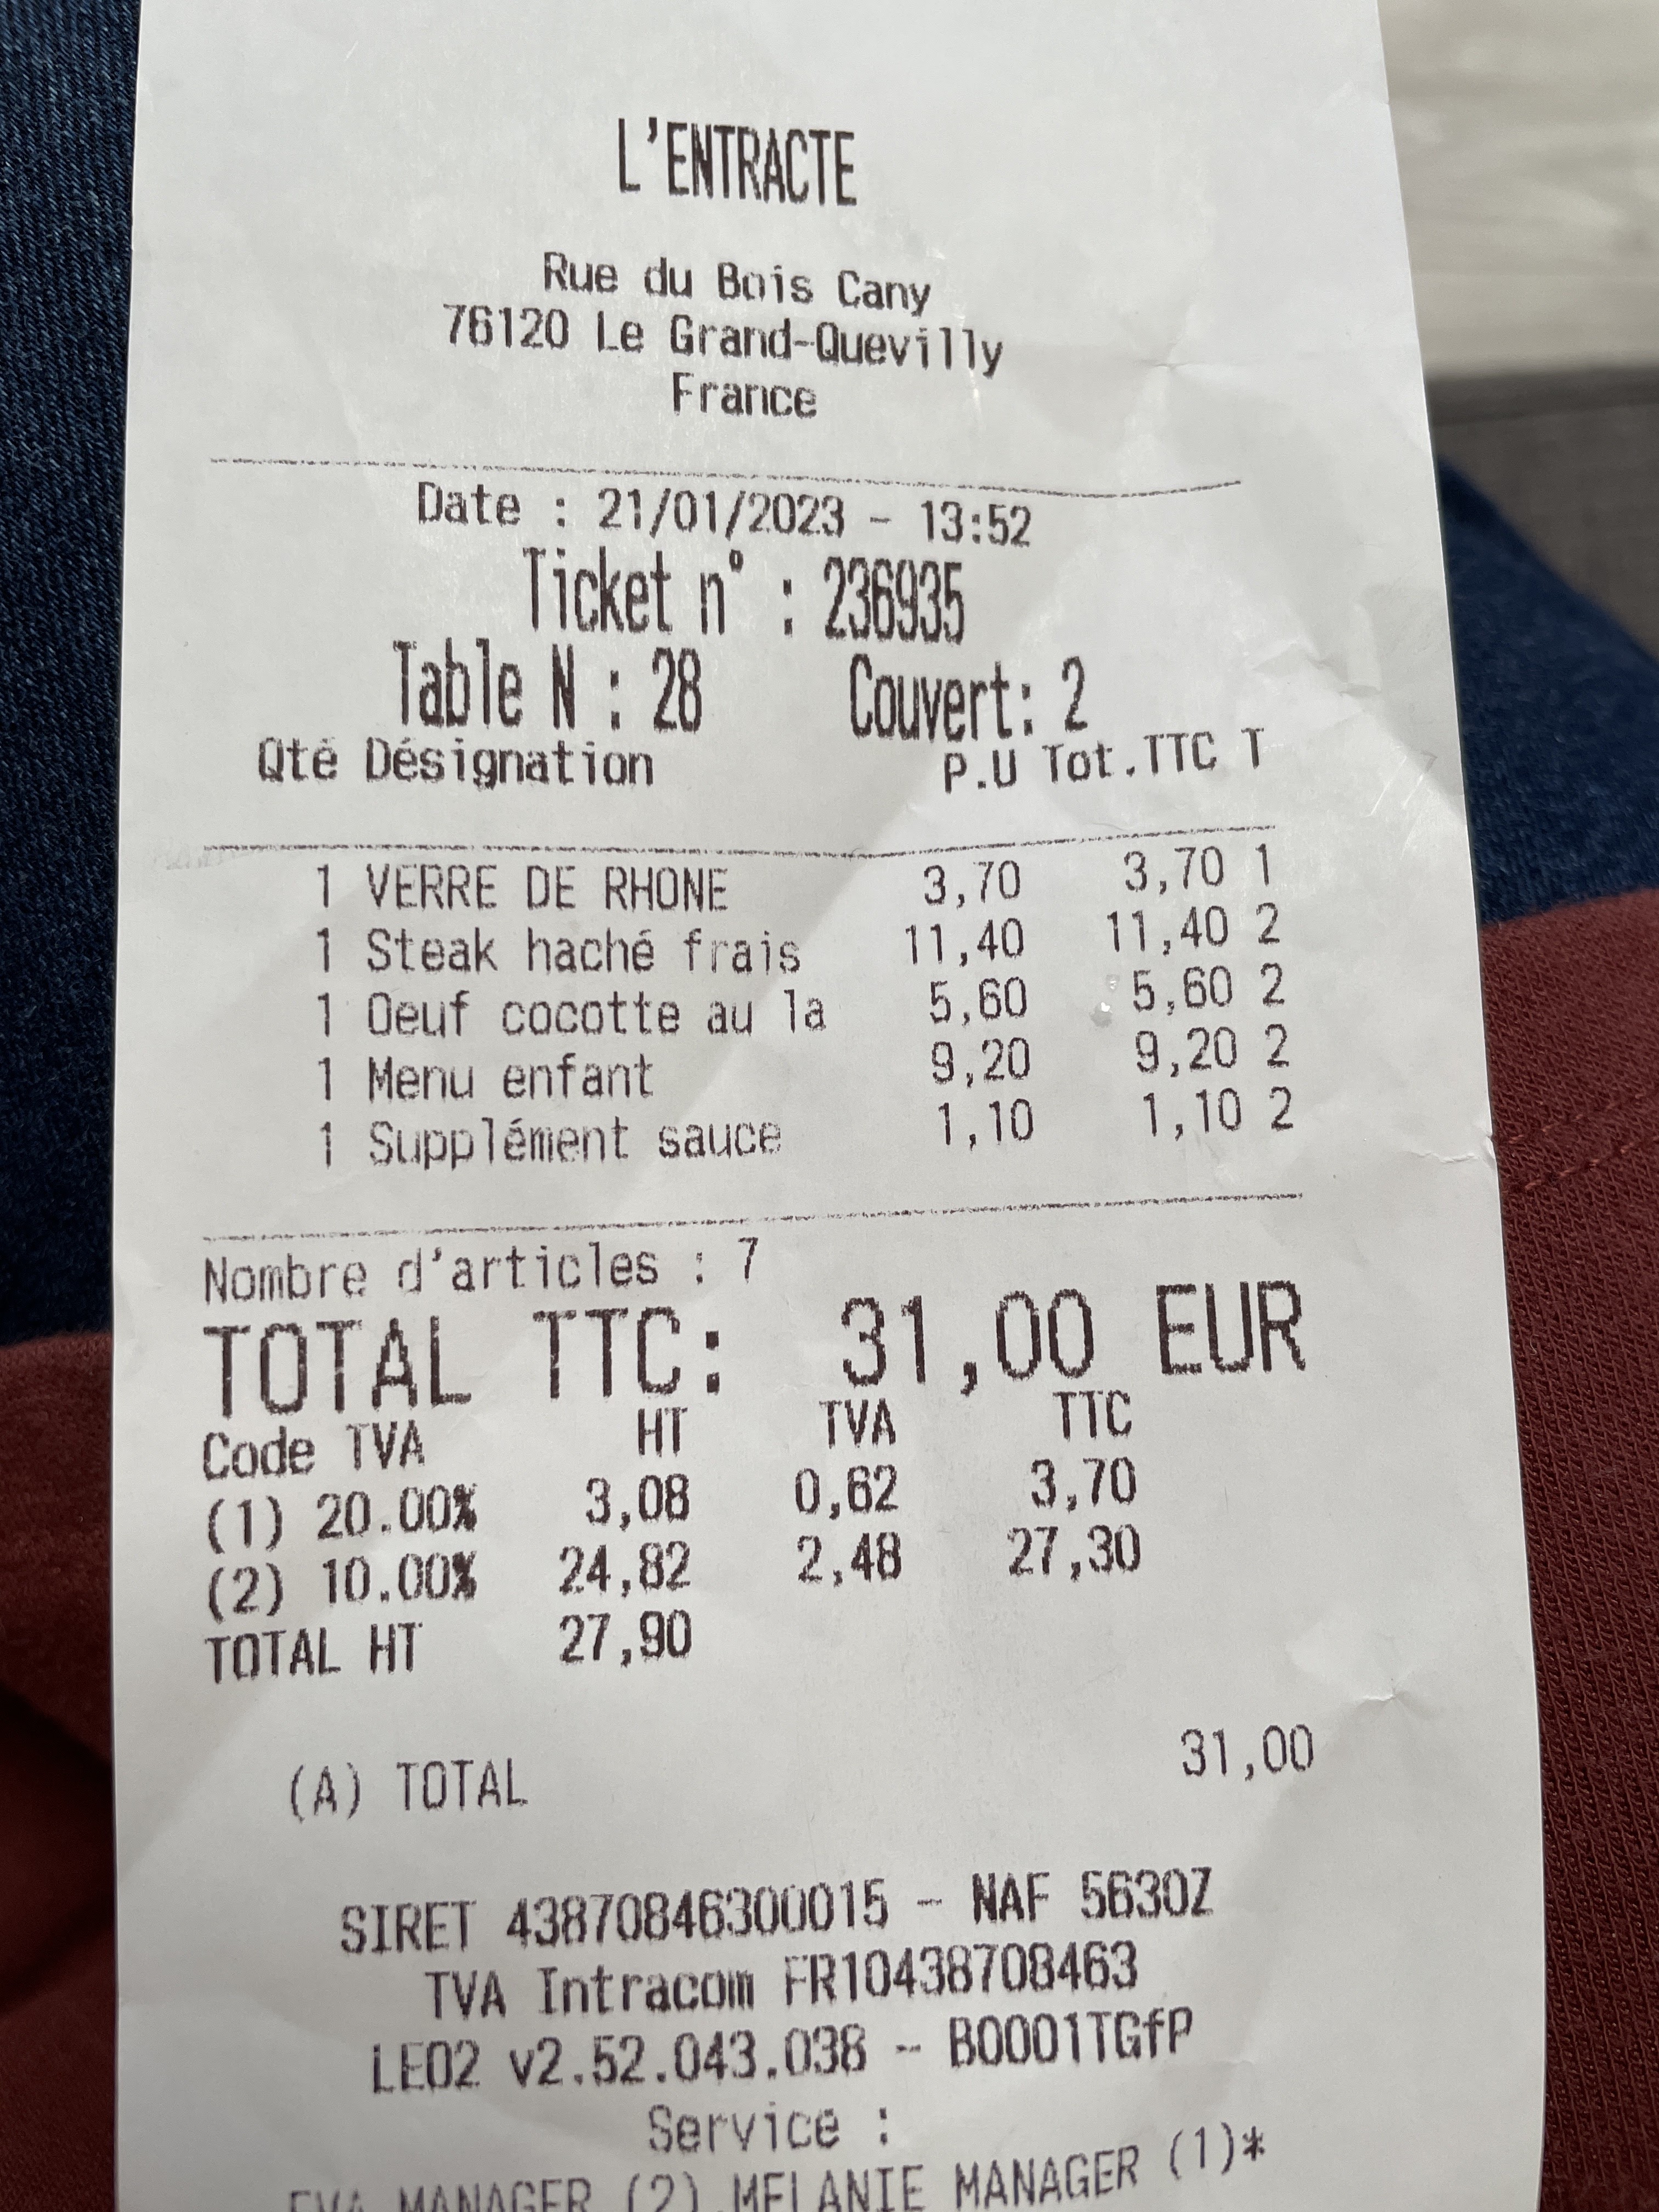 L'ENTRACTE
Rue du Bois Cany
76120 Le Grand-Quevilly
France
Date : 21/01/2023 - 13:52
Ticket n° : 236935
Table N : 28 Couvert: 2
Qté Désignation P.U Tot.TTC T
1 VERRE DE RHONE 3,70 3,70 1
1 Steak haché frais 11,40 11,40 2
1 Oeuf cocotte au la 5,60 5,60 2
1 Menu enfant 9,20 9,20 2
1 Supplément sauce 1,10 1,10 2
Nombre d'articles : 7
TOTAL TTC: 31,00 EUR
Code TVA HT TVA TTC
(1) 20.00% 3,08 0,62 3,70
(2) 10.00% 24,82 2,48 27,30
TOTAL HT 27,90
(A) TOTAL 31,00
SIRET 43870846300015 - NAF 5630Z
TVA Intracom FR10438708463
LEO2 v2.52.043.038 - B0001TGfP
Service :
EVA MANAGER (2),MELANIE MANAGER (1)*